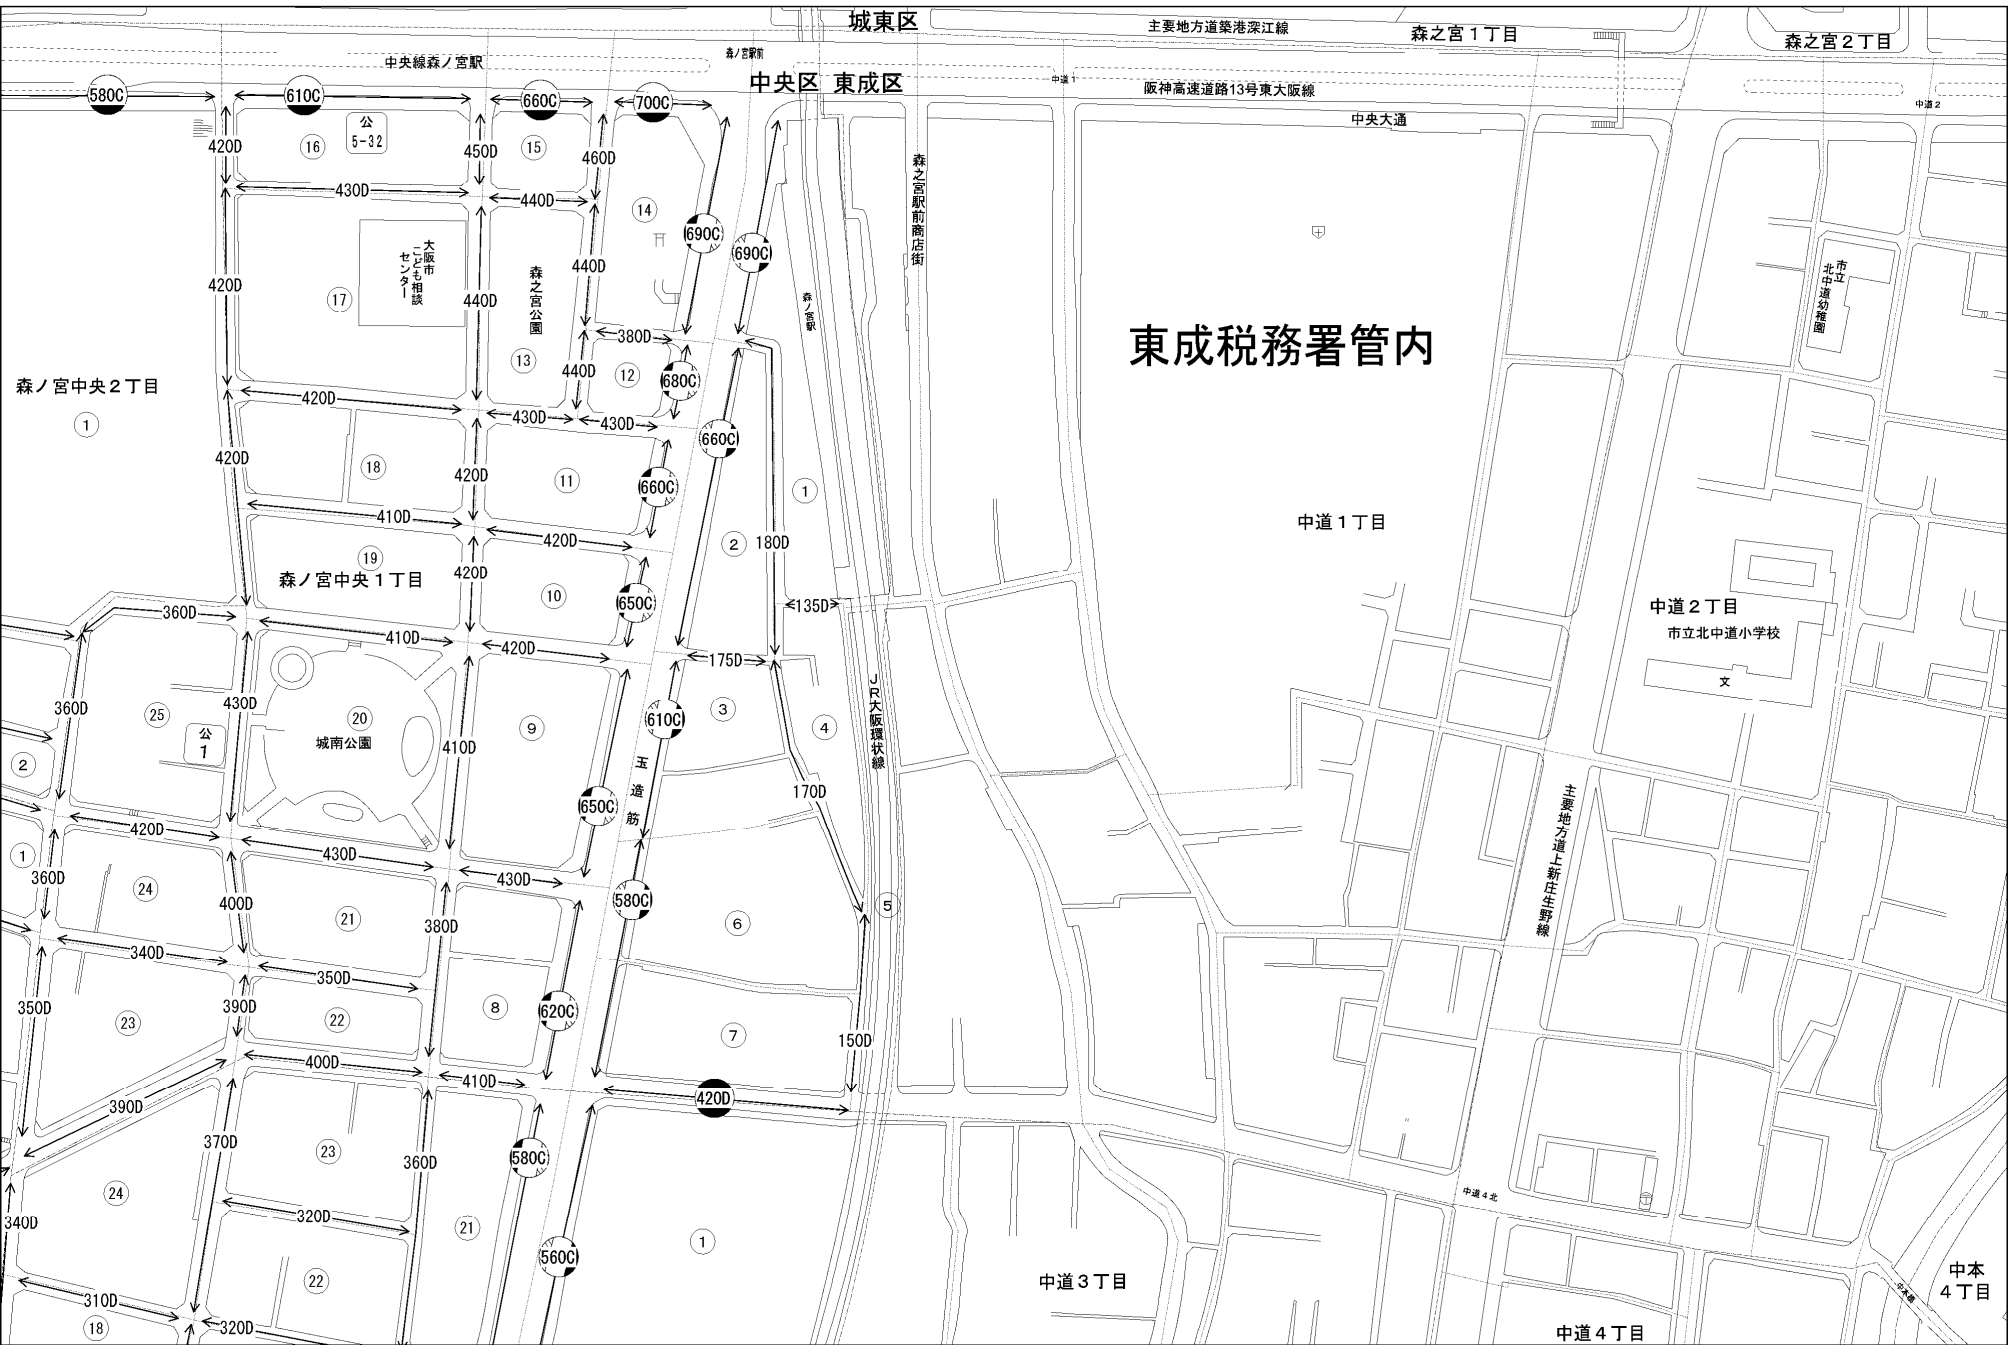 城東区
主要地方道築港深江線
森之宮1丁目
森之宮2丁目
中央線森ノ宮駅
森ノ宮駅前
中央区 東成区
中道1
阪神高速道路13号東大阪線
中道2
中央大通
580C
610C
660C
700C
420D
16
公
5-32
450D
15
460D
430D
440D
14
690C
690C
森之宮駅前商店街
420D
17
大阪市
こども相談
センター
440D
森之宮公園
440D
森ノ宮駅
市立
北中道幼稚園
東成税務署管内
13
380D
12
440D
680C
森ノ宮中央2丁目
1
420D
430D
430D
660C
420D
18
420D
11
660C
1
410D
420D
2
180D
中道1丁目
19
森ノ宮中央1丁目
420D
10
650C
135D
360D
410D
420D
175D
中道2丁目
市立北中道小学校
文
360D
25
公
1
430D
20
城南公園
410D
9
610C
3
4
JR大阪環状線
2
玉造筋
650C
170D
主要地方道上新庄生野線
420D
430D
430D
1
360D
24
400D
21
380D
580C
6
5
340D
350D
350D
23
390D
22
8
620C
7
150D
400D
410D
420D
390D
370D
23
360D
580C
24
320D
340D
21
560C
1
中道4北
22
中道3丁目
中本
4丁目
中本橋
310D
18
320D
中道4丁目